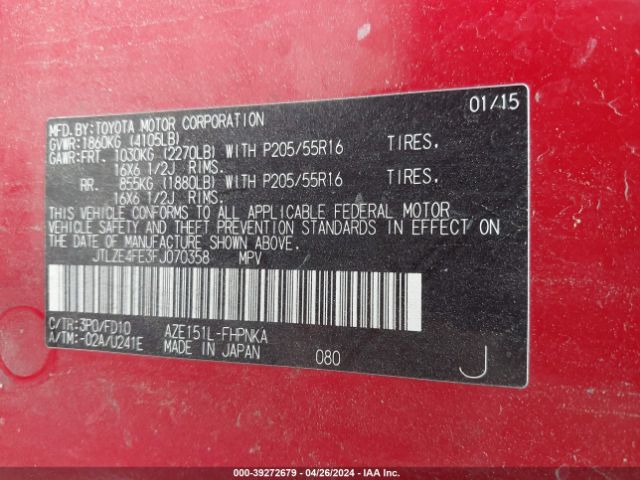 MFD.BY:TOYOTA MOTOR CORPORATION 01/15
GVWR:1860KG (4105LB)
GAWR:FRT. 1030KG (2270LB) WITH P205/55R16 TIRES.
16X6 1/2J RIMS.
RR. 855KG (1880LB) WITH P205/55R16 TIRES.
16X6 1/2J RIMS.
THIS VEHICLE CONFORMS TO ALL APPLICABLE FEDERAL MOTOR
VEHICLE SAFETY AND THEFT PREVENTION STANDARDS IN EFFECT ON
THE DATE OF MANUFACTURE SHOWN ABOVE.
JTLZE4FE3FJ070358 MPV
C/TR:3P0/FD10 AZE151L-FHPNKA
A/TM:-02A/U241E MADE IN JAPAN 080 J
000-39272679 - 04/26/2024 - IAA Inc.